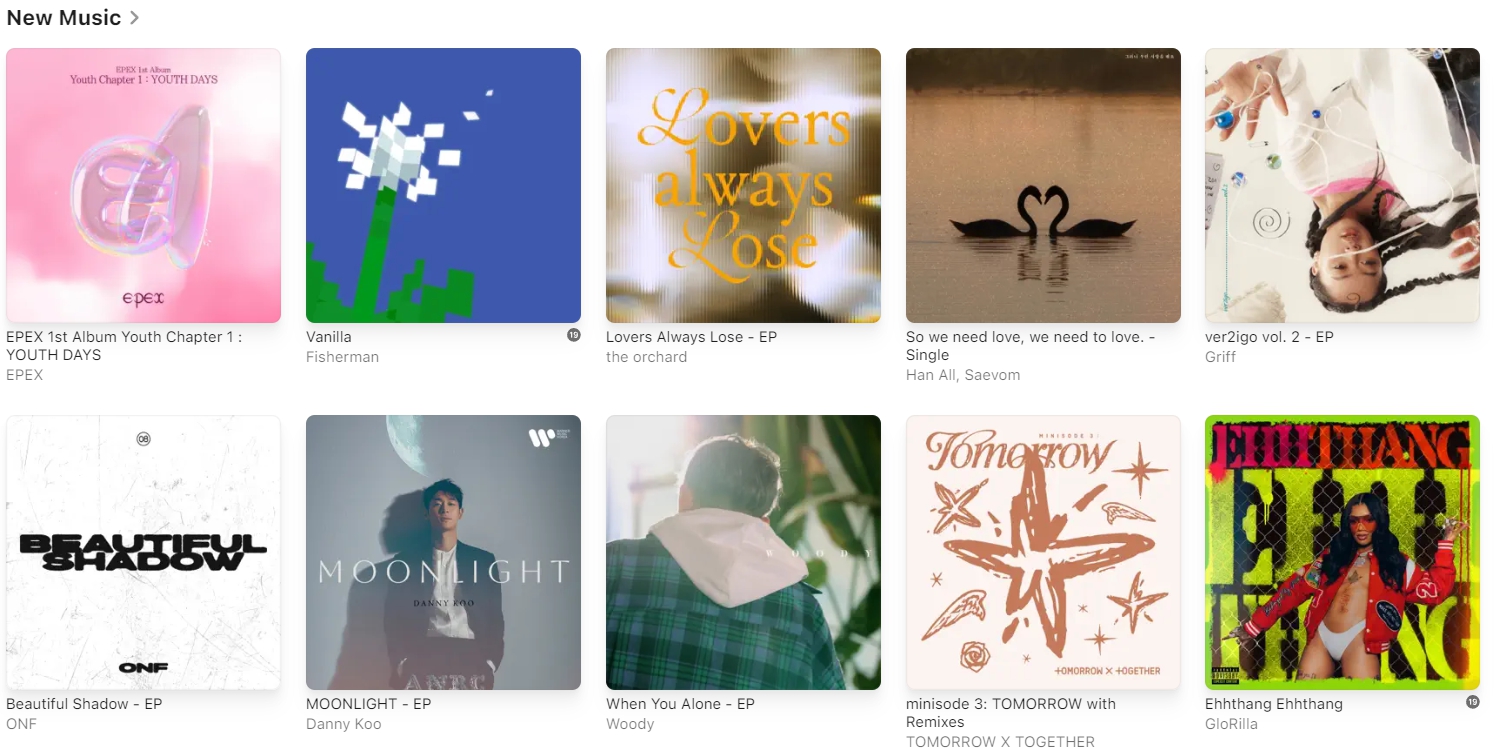 New Music
EPEX 1st Album
Youth Chapter 1 : YOUTH DAYS
epex
EPEX 1st Album Youth Chapter 1 :
YOUTH DAYS
EPEX
Vanilla
19
Fisherman
Lovers
always
Lose
Lovers Always Lose - EP
the orchard
So we need love, we need to love. -
Single
Han All, Saevom
ver2igo vol. 2 - EP
Griff
08
BEAUTIFUL
SHADOW
ONF
Beautiful Shadow - EP
ONF
MOONLIGHT
DANNY KOO
MOONLIGHT - EP
Danny Koo
WOODY
When You Alone - EP
Woody
MINISODE 3:
Tomorrow
TOMORROW X TOGETHER
minisode 3: TOMORROW with
Remixes
TOMORROW X TOGETHER
EHHTHANG
EHH
THANG
Ehhthang Ehhthang
19
GloRilla